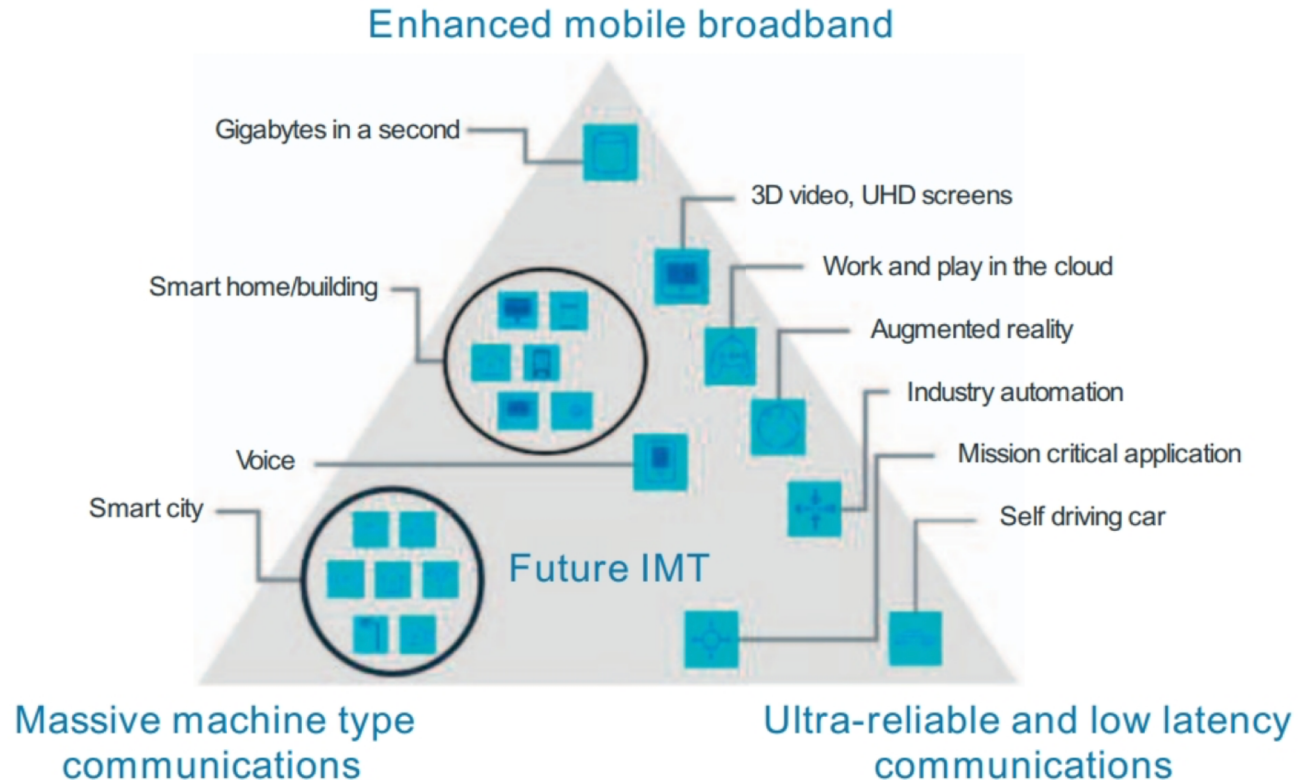 Enhanced mobile broadband
Gigabytes in a second
3D video, UHD screens
Work and play in the cloud
Smart home/building
Augmented reality
Industry automation
Voice
Mission critical application
Smart city
Self driving car
Future IMT
Massive machine type
communications
Ultra-reliable and low latency
communications